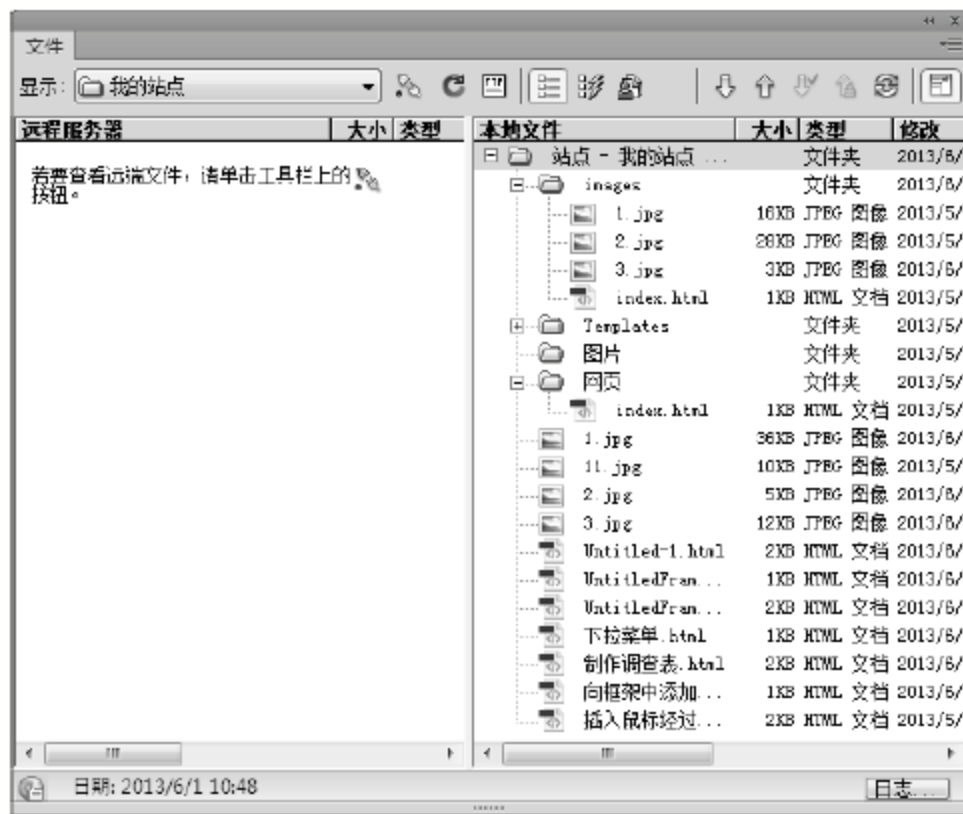 文件
显示: 我的站点
远程服务器 大小 类型
若要查看远端文件，请单击工具栏上的
按钮。
本地文件 大小 类型 修改
站点 - 我的站点 ... 文件夹 2013/6/
images 文件夹 2013/6/
1.jpg 16KB JPEG 图像 2013/5/
2.jpg 28KB JPEG 图像 2013/5/
3.jpg 3KB JPEG 图像 2013/6/
index.html 1KB HTML 文档 2013/5/
Templates 文件夹 2013/5/
图片 文件夹 2013/5/
网页 文件夹 2013/5/
index.html 1KB HTML 文档 2013/5/
1.jpg 36KB JPEG 图像 2013/6/
11.jpg 10KB JPEG 图像 2013/5/
2.jpg 5KB JPEG 图像 2013/6/
3.jpg 12KB JPEG 图像 2013/6/
Untitled-1.html 2KB HTML 文档 2013/6/
UntitledFram... 1KB HTML 文档 2013/6/
UntitledFram... 2KB HTML 文档 2013/6/
下拉菜单.html 1KB HTML 文档 2013/6/
制作调查表.html 2KB HTML 文档 2013/6/
向框架中添加... 1KB HTML 文档 2013/6/
插入鼠标经过... 2KB HTML 文档 2013/5/
日期: 2013/6/1 10:48
日志...